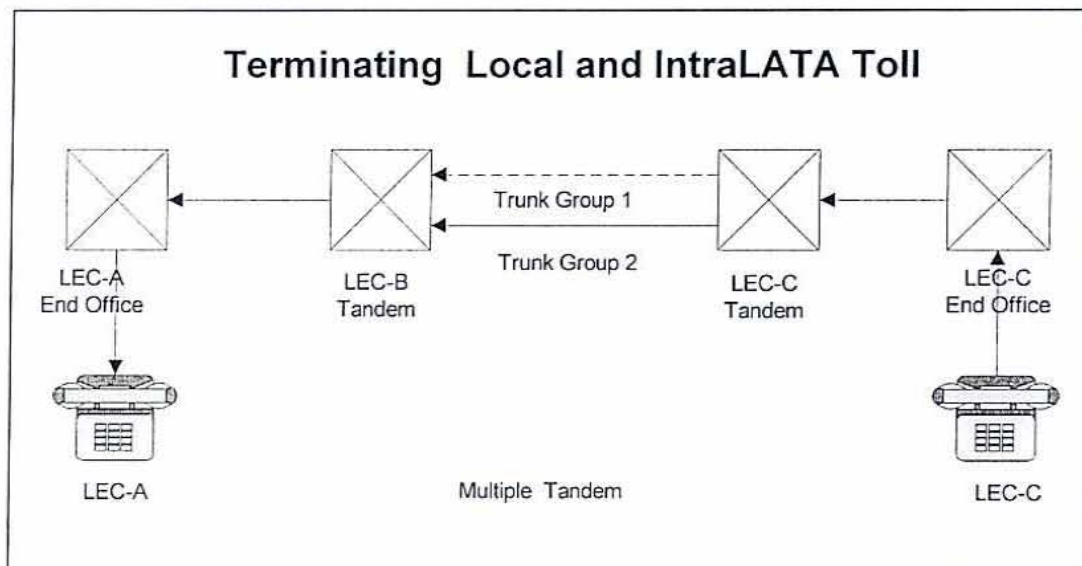 Terminating Local and IntraLATA Toll
Trunk Group 1
Trunk Group 2
LEC-A
End Office
LEC-B
Tandem
LEC-C
Tandem
LEC-C
End Office
LEC-A
Multiple Tandem
LEC-C